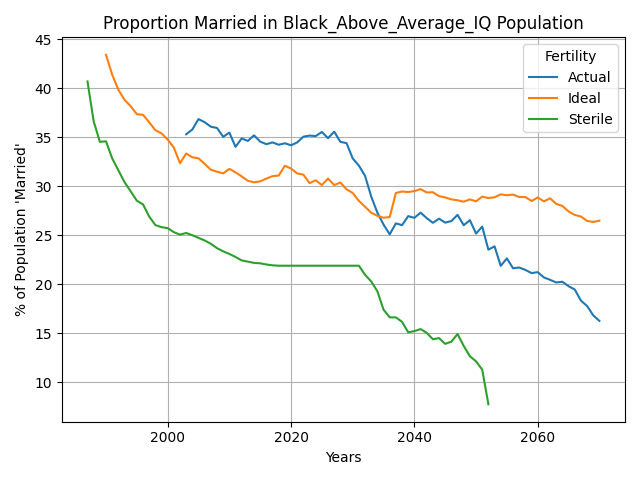 Proportion Married in Black_Above_Average_IQ Population
% of Population 'Married'
45
40
35
30
25
20
15
10
Fertility
Actual
Ideal
Sterile
2000
2020
2040
2060
Years